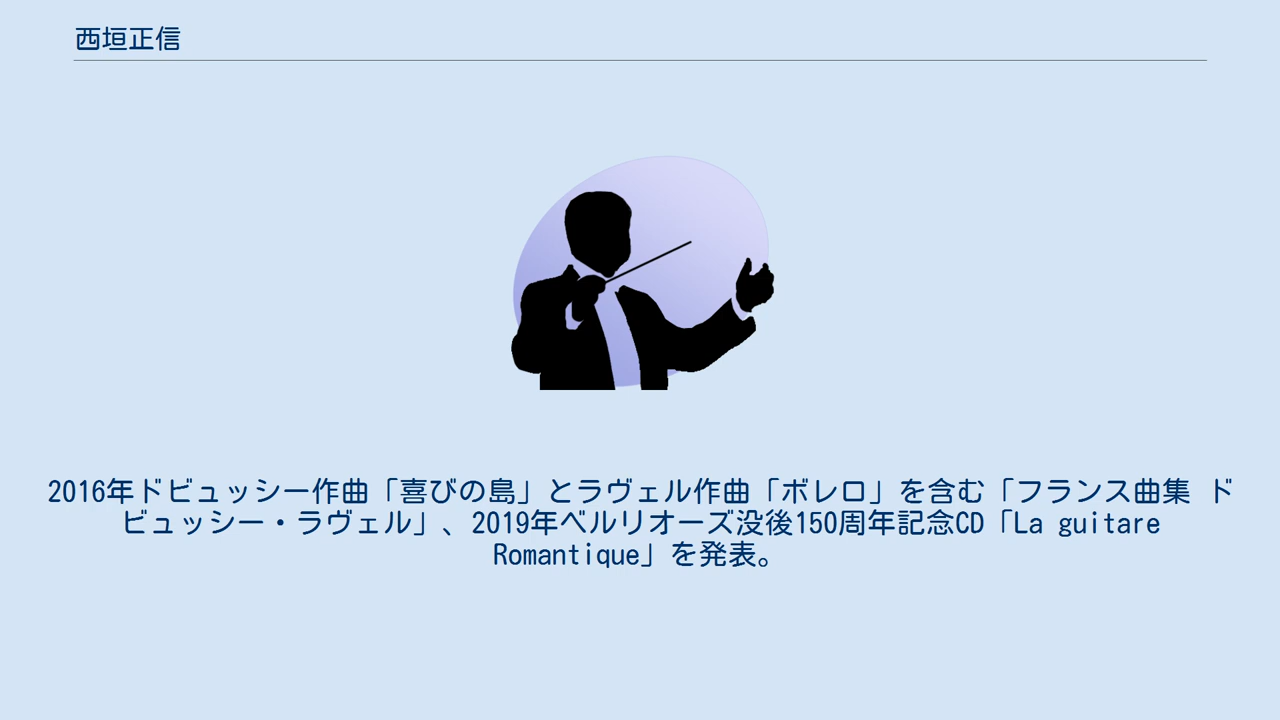 西垣正信
2016年ドビュッシー作曲「喜びの島」とラヴェル作曲「ボレロ」を含む「フランス曲集 ド
ビュッシー・ラヴェル」、2019年ベルリオーズ没後150周年記念CD「La guitare
Romantique」を発表。